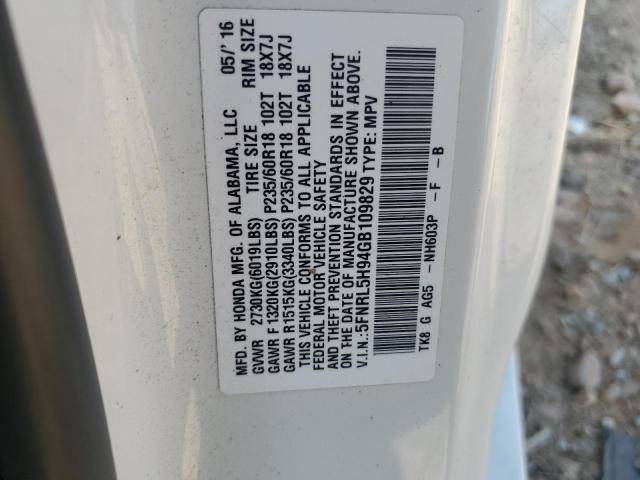 MFD. BY HONDA MFG. OF ALABAMA, LLC 05/' 16
GVWR 2730KG(6019LBS) TIRE SIZE RIM SIZE
GAWR F 1320KG(2910LBS) P235/60R18 102T 18X7J
GAWR R 1515KG(3340LBS) P235/60R18 102T 18X7J
THIS VEHICLE CONFORMS TO ALL APPLICABLE
FEDERAL MOTOR VEHICLE SAFETY
AND THEFT PREVENTION STANDARDS IN EFFECT
ON THE DATE OF MANUFACTURE SHOWN ABOVE.
V.I.N.:5FNRL5H94GB109829 TYPE: MPV
TK8 G AG5 -NH603P -F -B